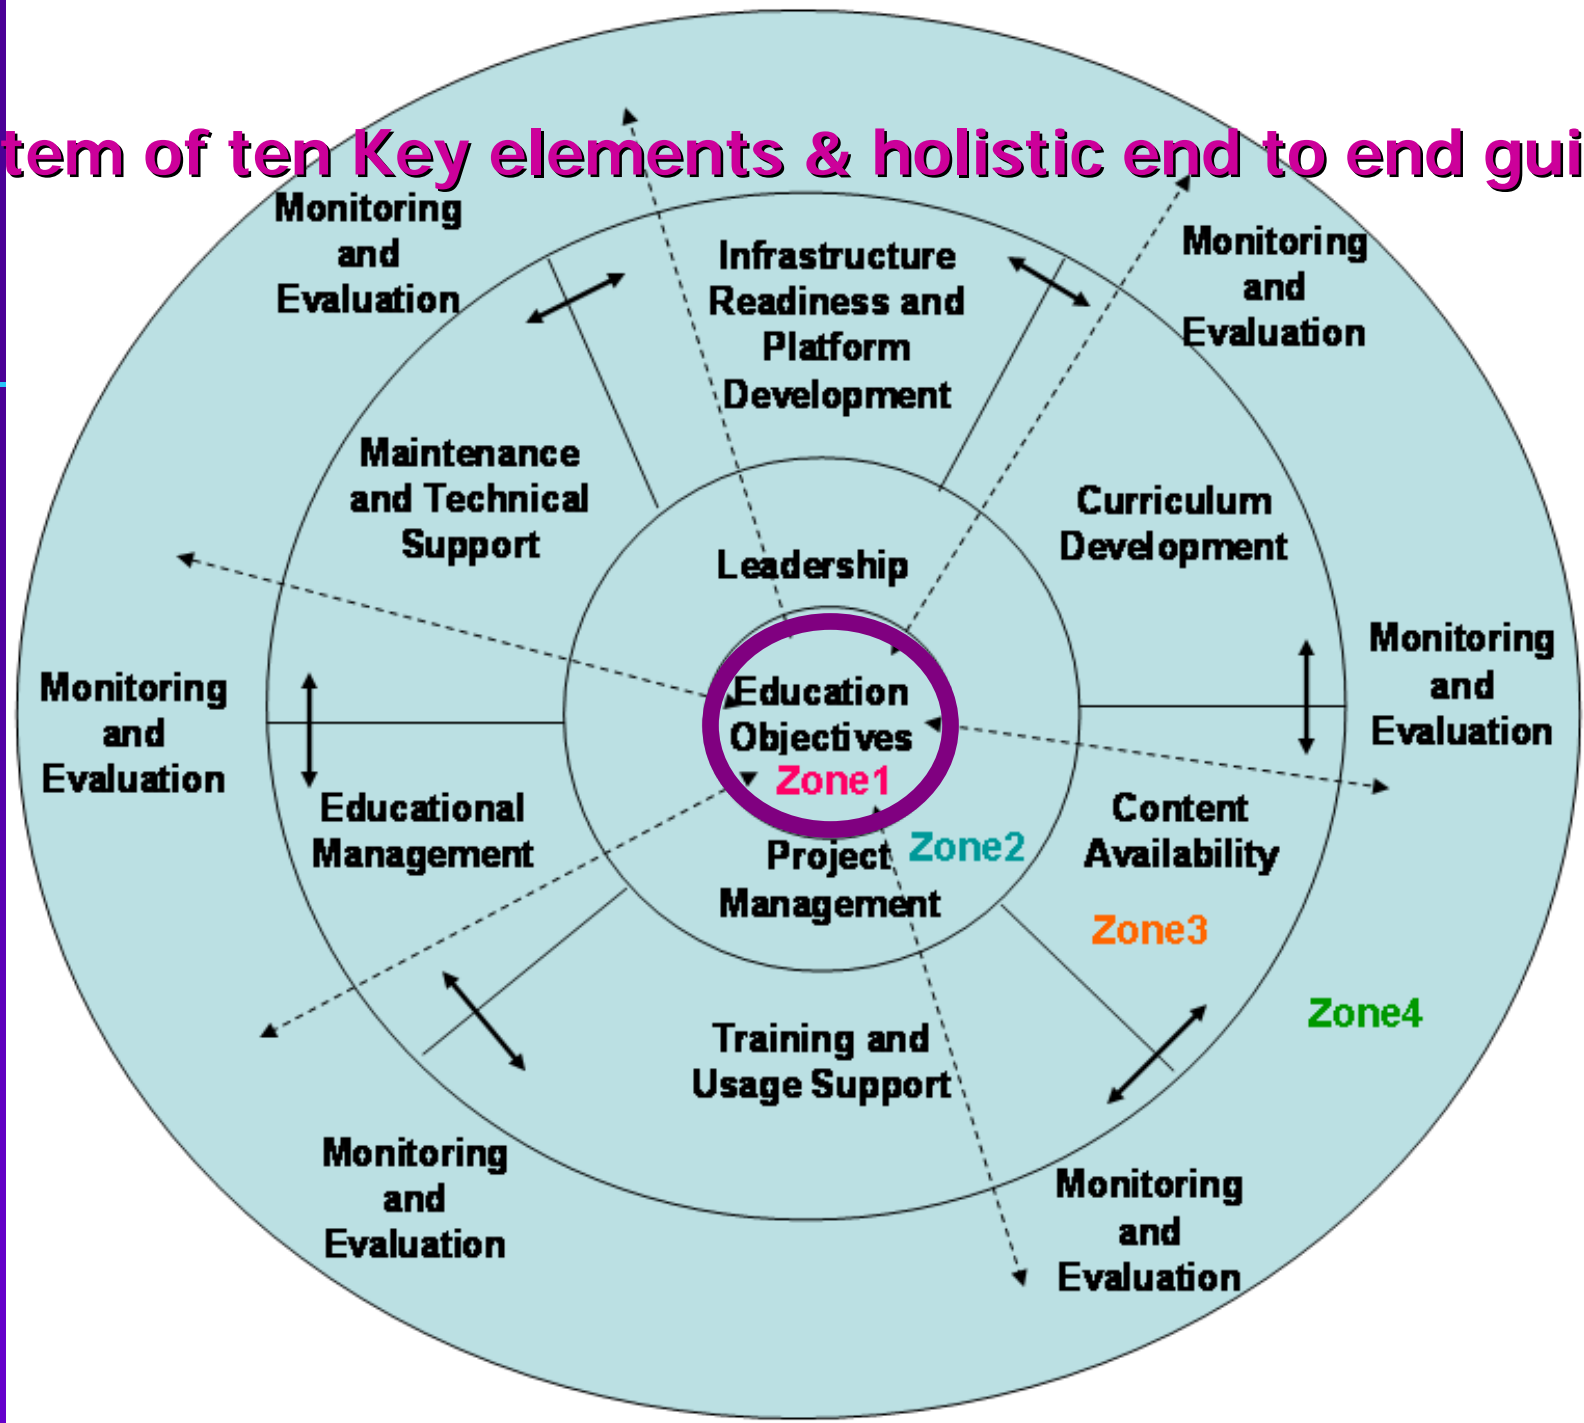 tem of ten Key elements & holistic end to end gui
Monitoring
and
Evaluation
Infrastructure
Readiness and
Platform
Development
Monitoring
and
Evaluation
Maintenance
and Technical
Support
Curriculum
Development
Leadership
Monitoring
and
Evaluation
Education
Objectives
Zone1
Monitoring
and
Evaluation
Educational
Management
Content
Availability
Project
Management
Zone2
Zone3
Zone4
Training and
Usage Support
Monitoring
and
Evaluation
Monitoring
and
Evaluation